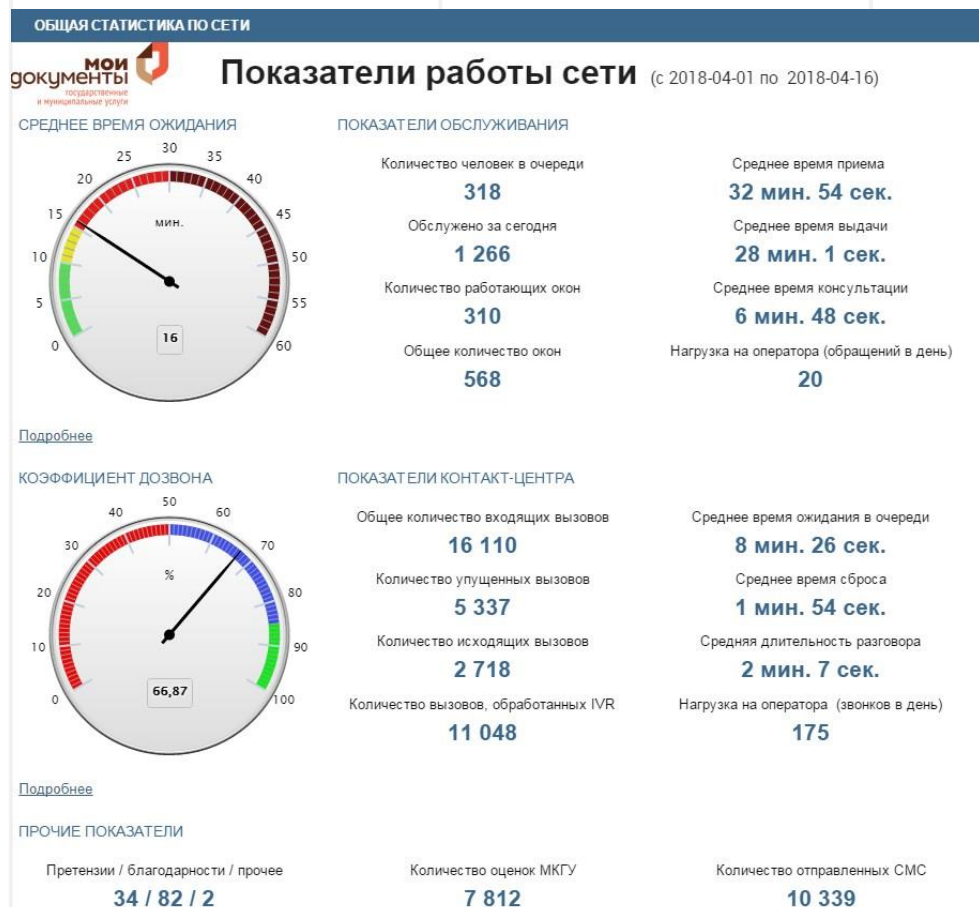 ОБЩАЯ СТАТИСТИКА ПО СЕТИ
мои
документы
государственные
и муниципальные услуги
Показатели работы сети (с 2018-04-01 по 2018-04-16)
СРЕДНЕЕ ВРЕМЯ ОЖИДАНИЯ
0 5 10 15 20 25 30 35 40 45 50 55 60
мин.
16
Подробнее
ПОКАЗАТЕЛИ ОБСЛУЖИВАНИЯ
Количество человек в очереди
318
Обслужено за сегодня
1 266
Количество работающих окон
310
Общее количество окон
568
Среднее время приема
32 мин. 54 сек.
Среднее время выдачи
28 мин. 1 сек.
Среднее время консультации
6 мин. 48 сек.
Нагрузка на оператора (обращений в день)
20
КОЭФФИЦИЕНТ ДОЗВОНА
0 10 20 30 40 50 60 70 80 90 100
%
66,87
Подробнее
ПОКАЗАТЕЛИ КОНТАКТ-ЦЕНТРА
Общее количество входящих вызовов
16 110
Количество упущенных вызовов
5 337
Количество исходящих вызовов
2 718
Количество вызовов, обработанных IVR
11 048
Среднее время ожидания в очереди
8 мин. 26 сек.
Среднее время сброса
1 мин. 54 сек.
Средняя длительность разговора
2 мин. 7 сек.
Нагрузка на оператора (звонков в день)
175
ПРОЧИЕ ПОКАЗАТЕЛИ
Претензии / благодарности / прочее
34 / 82 / 2
Количество оценок МКГУ
7 812
Количество отправленных СМС
10 339